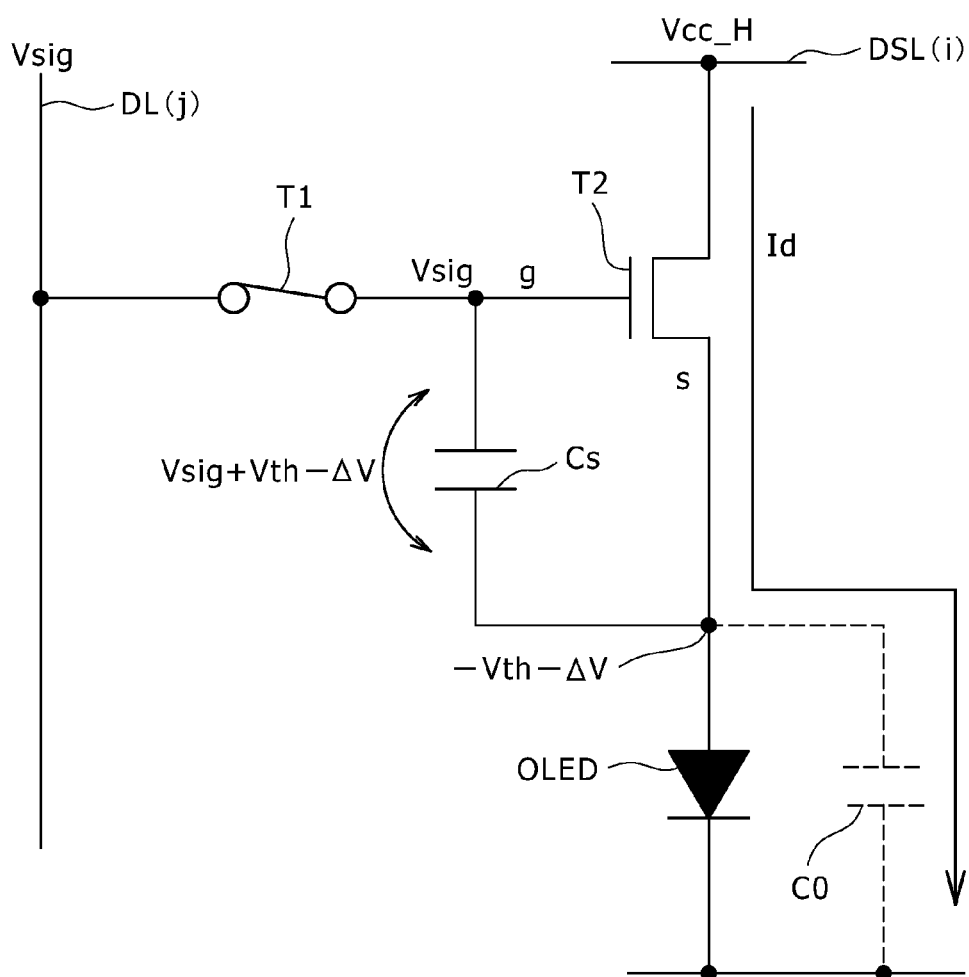 Vcc_H
DSL(i)
Vsig
DL(j)
T1
T2
Id
Vsig
g
s
Vsig+Vth−ΔV
Cs
−Vth−ΔV
OLED
C0